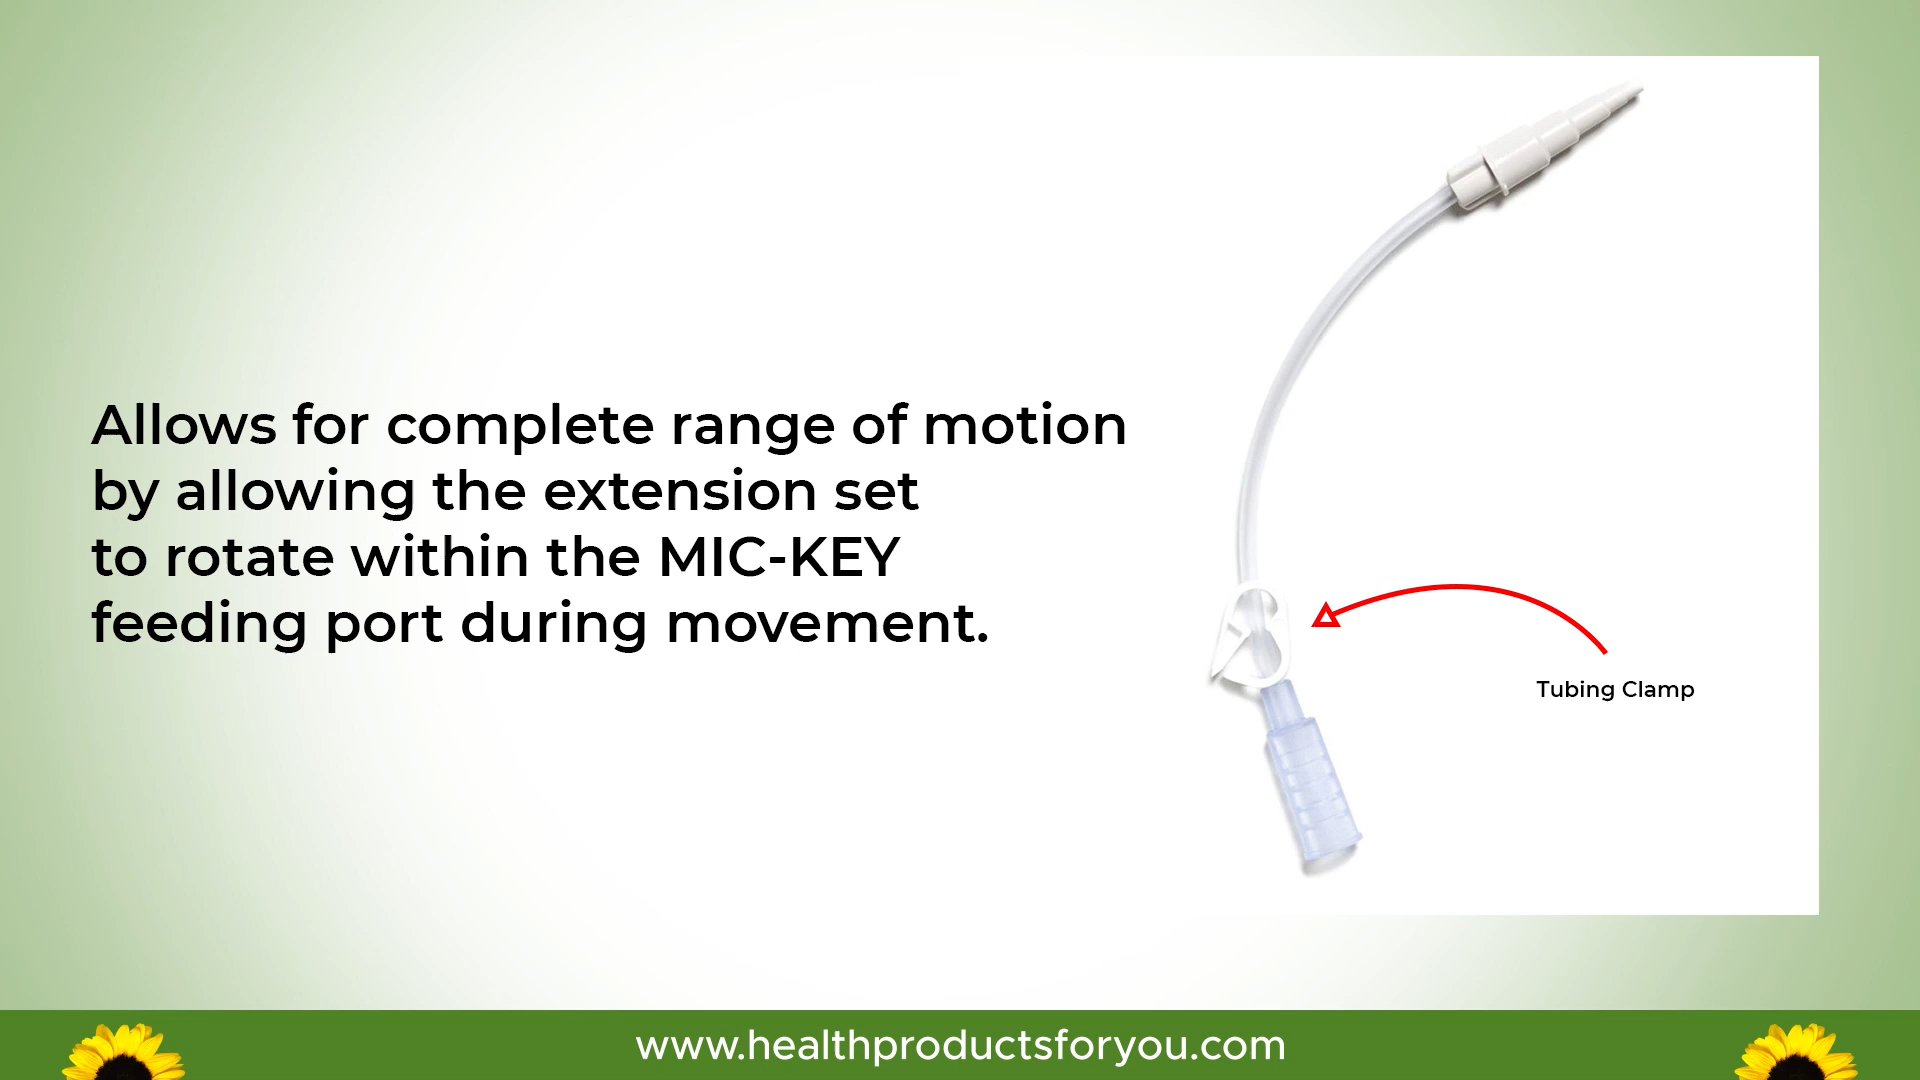 Allows for complete range of motion
by allowing the extension set
to rotate within the MIC-KEY
feeding port during movement.
Tubing Clamp
www.healthproductsforyou.com